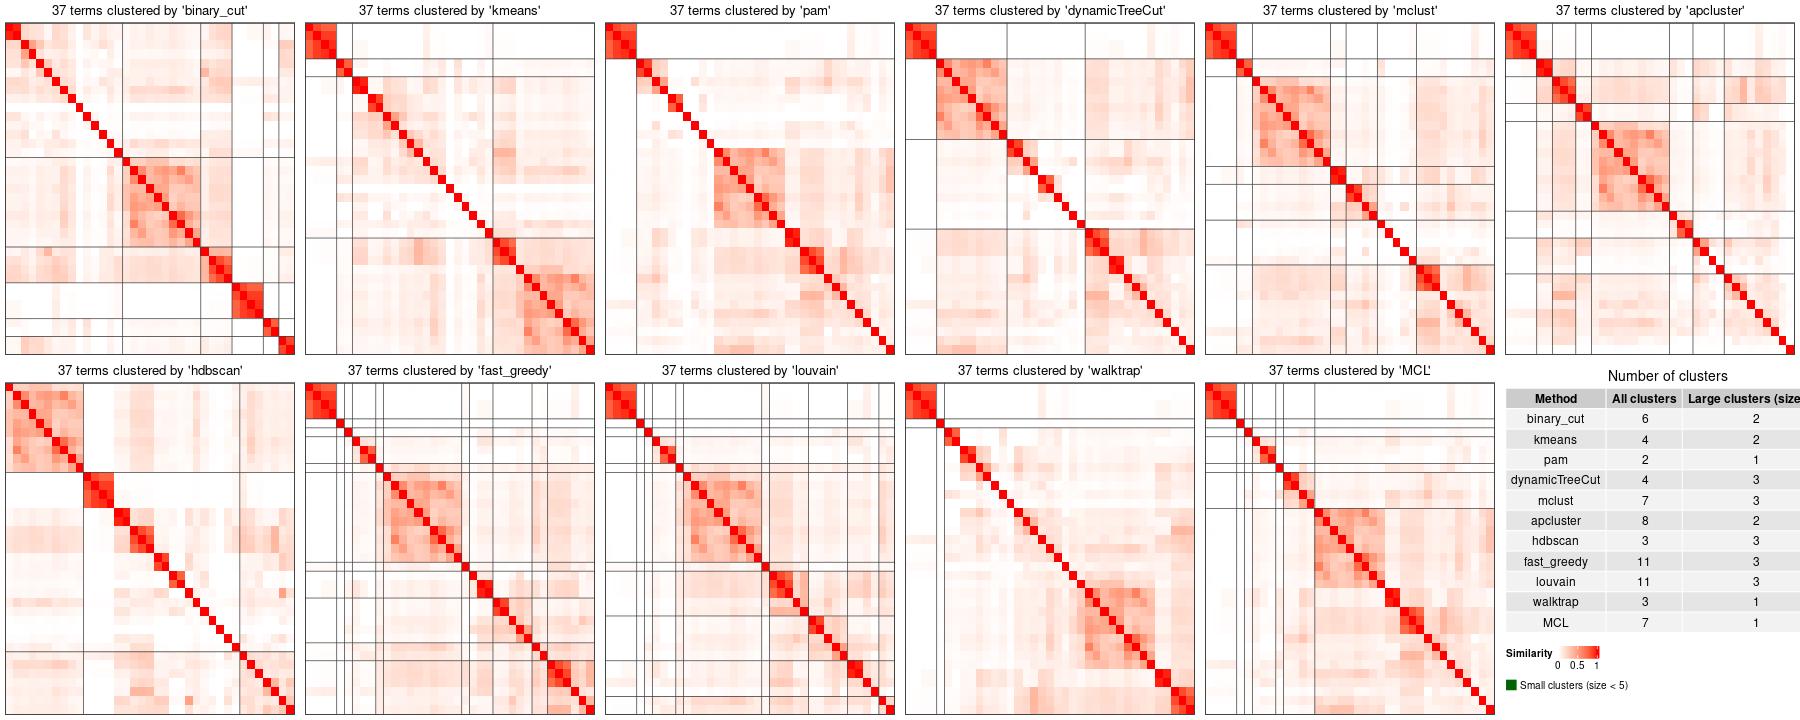 37 terms clustered by 'binary_cut'
37 terms clustered by 'kmeans'
37 terms clustered by 'pam'
37 terms clustered by 'dynamicTreeCut'
37 terms clustered by 'mclust'
37 terms clustered by 'apcluster'
37 terms clustered by 'hdbscan'
37 terms clustered by 'fast_greedy'
37 terms clustered by 'louvain'
37 terms clustered by 'walktrap'
37 terms clustered by 'MCL'
Number of clusters
Method All clusters Large clusters (size
binary_cut 6 2
kmeans 4 2
pam 2 1
dynamicTreeCut 4 3
mclust 7 3
apcluster 8 2
hdbscan 3 3
fast_greedy 11 3
louvain 11 3
walktrap 3 1
MCL 7 1
Similarity
0 0.5 1
Small clusters (size < 5)